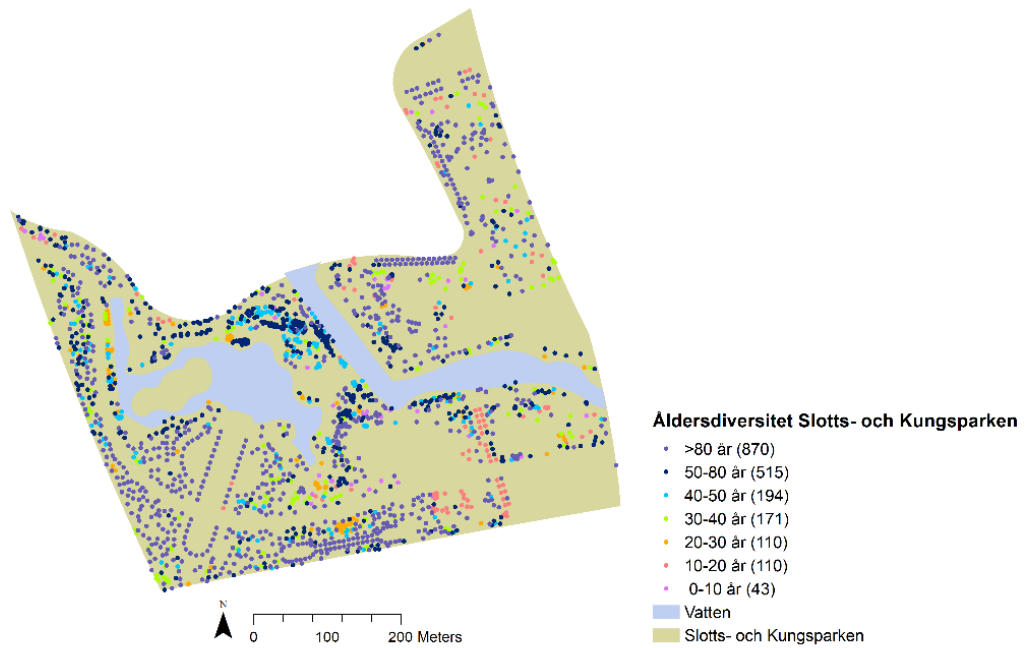 Åldersdiversitet Slotts- och Kungsparken
>80 år (870)
50-80 år (515)
40-50 år (194)
30-40 år (171)
20-30 år (110)
10-20 år (110)
0-10 år (43)
Vatten
Slotts- och Kungsparken
N
0 100 200 Meters